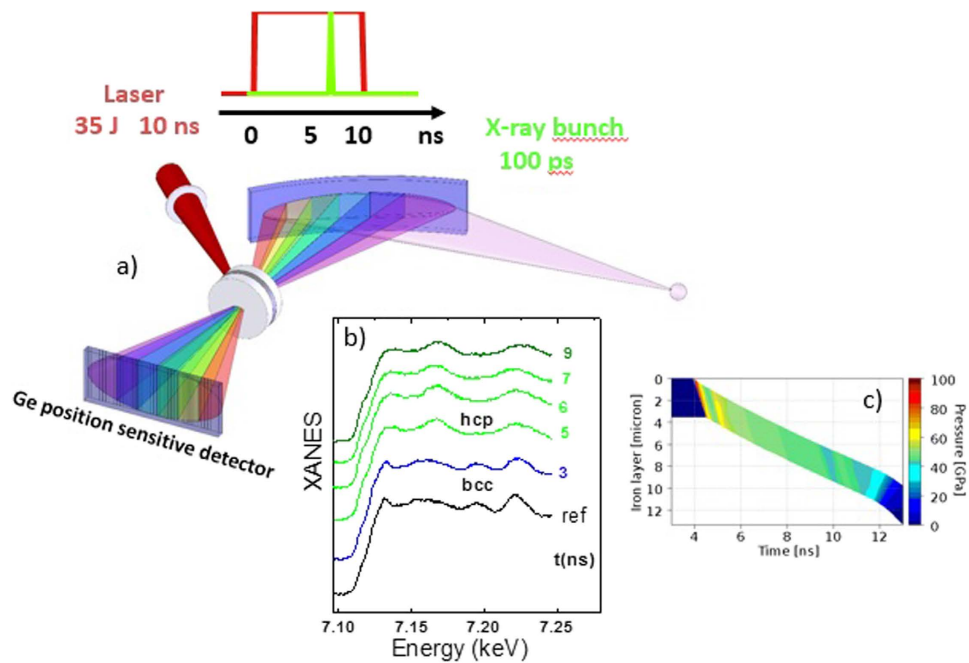 Laser
35 J 10 ns
0 5 10 ns
X-ray bunch
100 ps
a)
Ge position sensitive detector
b)
9
7
6
hcp
5
3
bcc
ref
t(ns)
XANES
7.10 7.15 7.20 7.25
Energy (keV)
c)
Iron layer [micron]
0
2
4
6
8
10
12
4 6 8 10 12
Time [ns]
100
80
60
40
20
0
Pressure [GPa]